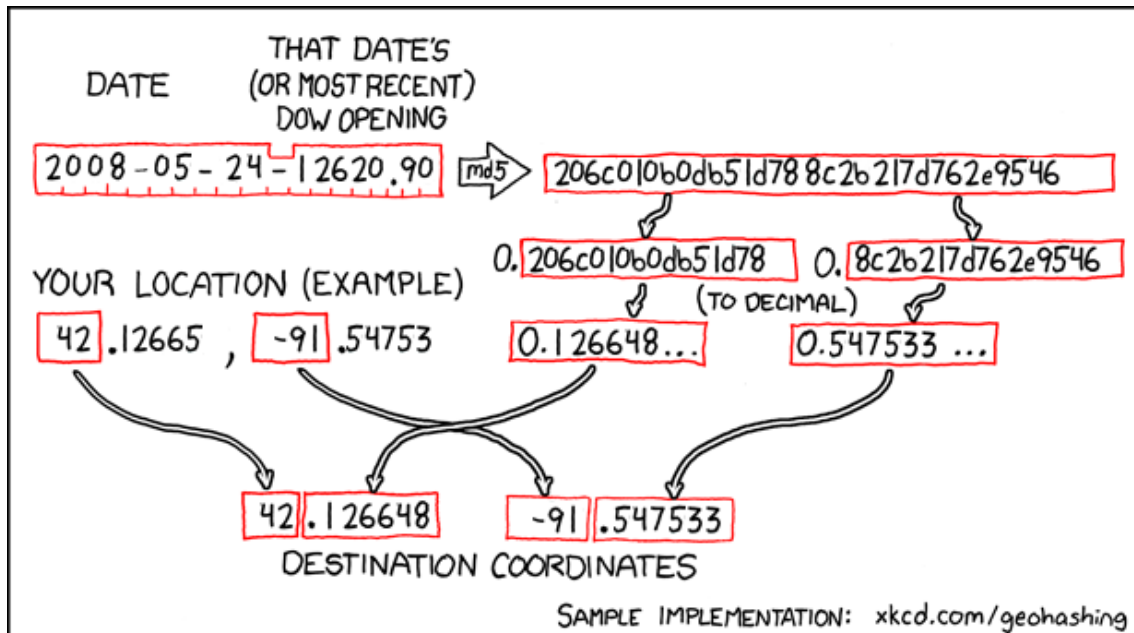 THAT DATE'S
DATE (OR MOST RECENT)
DOW OPENING
2008-05-24-12620.90 md5 206c010b0db51d788c2b217d762e9546
0.206c010b0db51d78 0.8c2b217d762e9546
YOUR LOCATION (EXAMPLE) (TO DECIMAL)
42.12665, -91.54753 0.126648... 0.547533...
42.126648 -91.547533
DESTINATION COORDINATES
SAMPLE IMPLEMENTATION: xkcd.com/geohashing